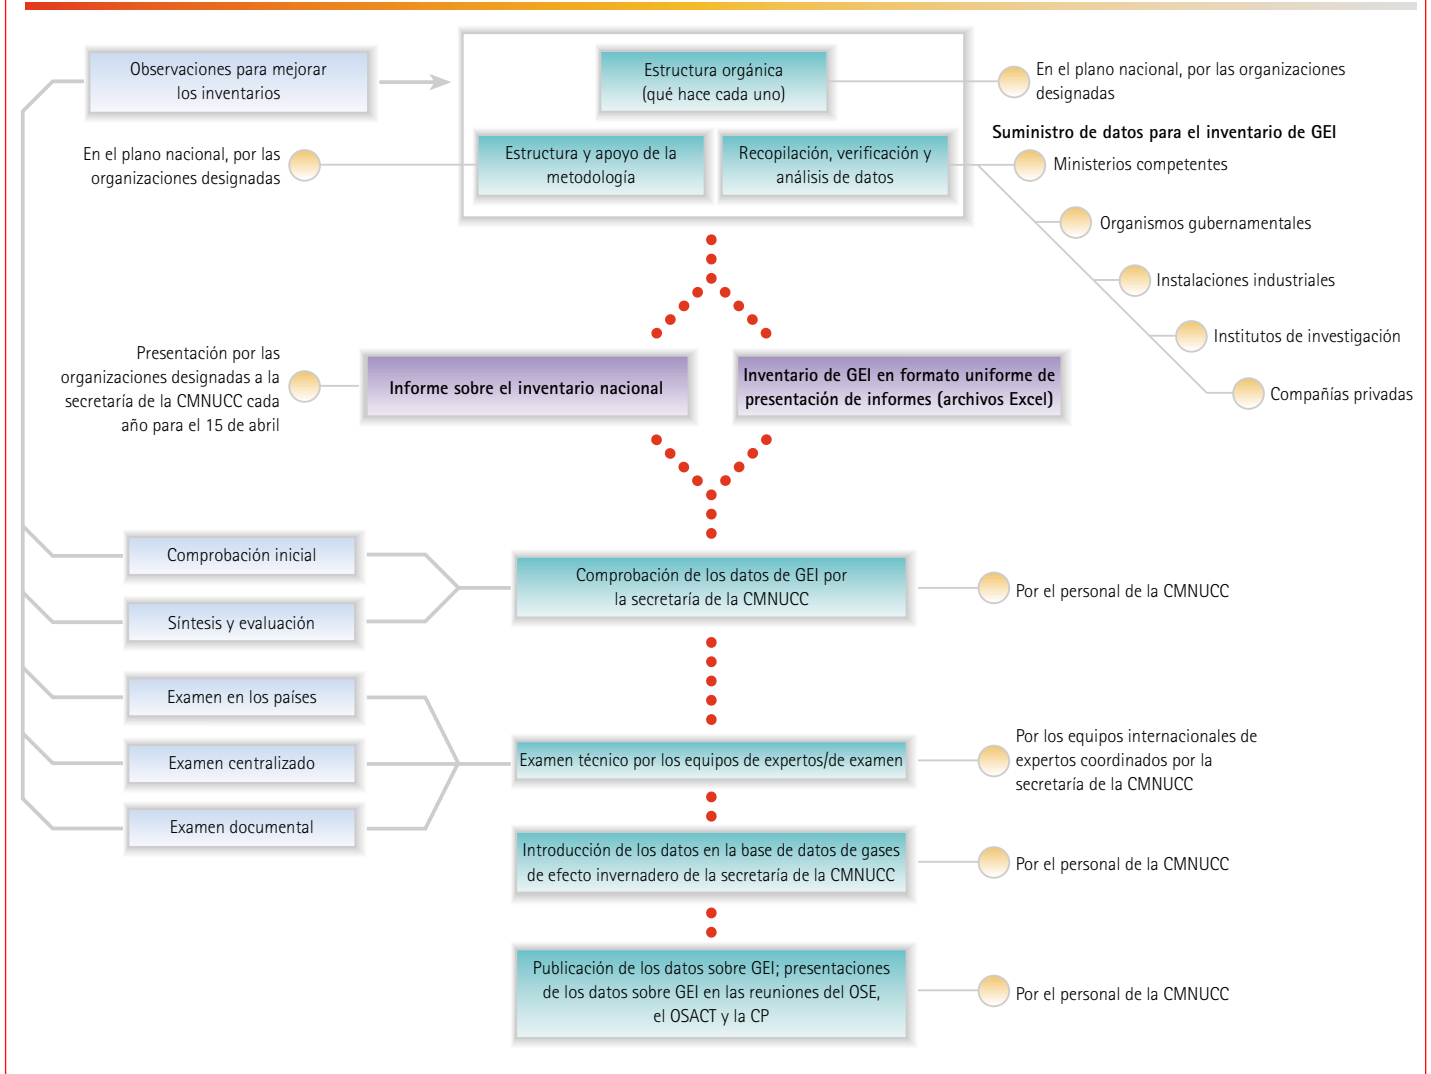 Observaciones para mejorar
los inventarios
Estructura orgánica
(qué hace cada uno)
En el plano nacional, por las organizaciones
designadas
En el plano nacional, por las
organizaciones designadas
Estructura y apoyo de la
metodología
Recopilación, verificación y
análisis de datos
Suministro de datos para el inventario de GEI
Ministerios competentes
Organismos gubernamentales
Instalaciones industriales
Institutos de investigación
Compañías privadas
Presentación por las
organizaciones designadas a la
secretaría de la CMNUCC cada
año para el 15 de abril
Informe sobre el inventario nacional
Inventario de GEI en formato uniforme de
presentación de informes (archivos Excel)
Comprobación inicial
Síntesis y evaluación
Comprobación de los datos de GEI por
la secretaría de la CMNUCC
Por el personal de la CMNUCC
Examen en los países
Examen centralizado
Examen documental
Examen técnico por los equipos de expertos/de examen
Por los equipos internacionales de
expertos coordinados por la
secretaría de la CMNUCC
Introducción de los datos en la base de datos de gases
de efecto invernadero de la secretaría de la CMNUCC
Por el personal de la CMNUCC
Publicación de los datos sobre GEI; presentaciones
de los datos sobre GEI en las reuniones del OSE,
el OSACT y la CP
Por el personal de la CMNUCC